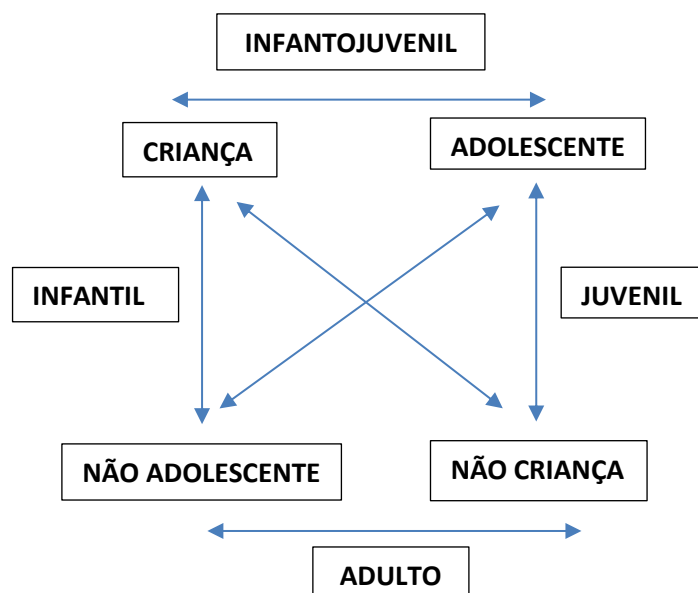 INFANTOJUVENIL
CRIANÇA
ADOLESCENTE
INFANTIL
JUVENIL
NÃO ADOLESCENTE
NÃO CRIANÇA
ADULTO